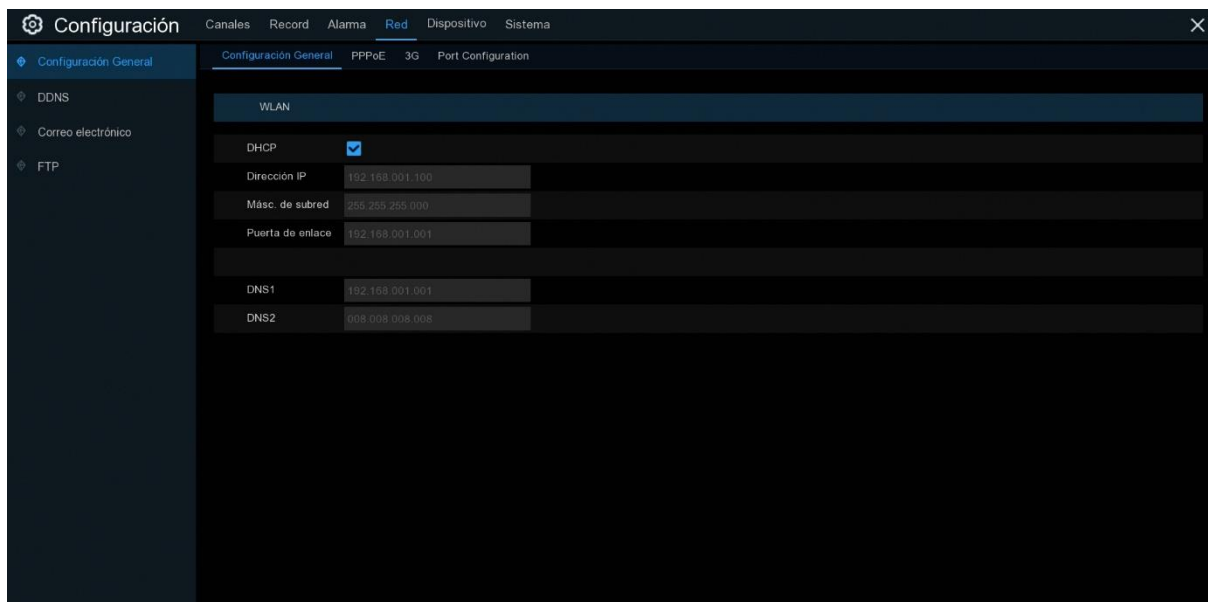 Configuración
Canales Record Alarma Red Dispositivo Sistema
Configuración General
DDNS
Correo electrónico
FTP
Configuración General PPPoE 3G Port Configuration
WLAN
DHCP
Dirección IP 192.168.001.100
Másc. de subred 255.255.255.000
Puerta de enlace 192.168.001.001
DNS1 192.168.001.001
DNS2 008.008.008.008